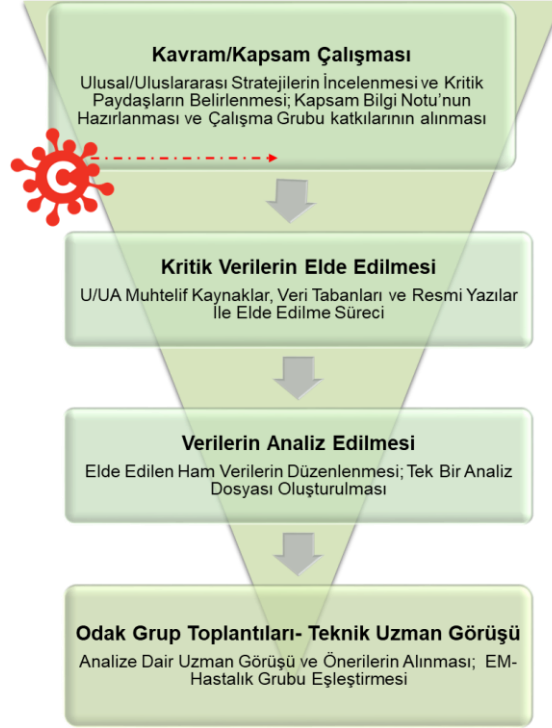 Kavram/Kapsam Çalışması
Ulusal/Uluslararası Stratejilerin İncelenmesi ve Kritik
Paydaşların Belirlenmesi; Kapsam Bilgi Notu’nun
Hazırlanması ve Çalışma Grubu katkılarının alınması
C
Kritik Verilerin Elde Edilmesi
U/UA Muhtelif Kaynaklar, Veri Tabanları ve Resmi Yazılar
İle Elde Edilme Süreci
Verilerin Analiz Edilmesi
Elde Edilen Ham Verilerin Düzenlenmesi; Tek Bir Analiz
Dosyası Oluşturulması
Odak Grup Toplantıları- Teknik Uzman Görüşü
Analize Dair Uzman Görüşü ve Önerilerin Alınması; EM-
Hastalık Grubu Eşleştirmesi